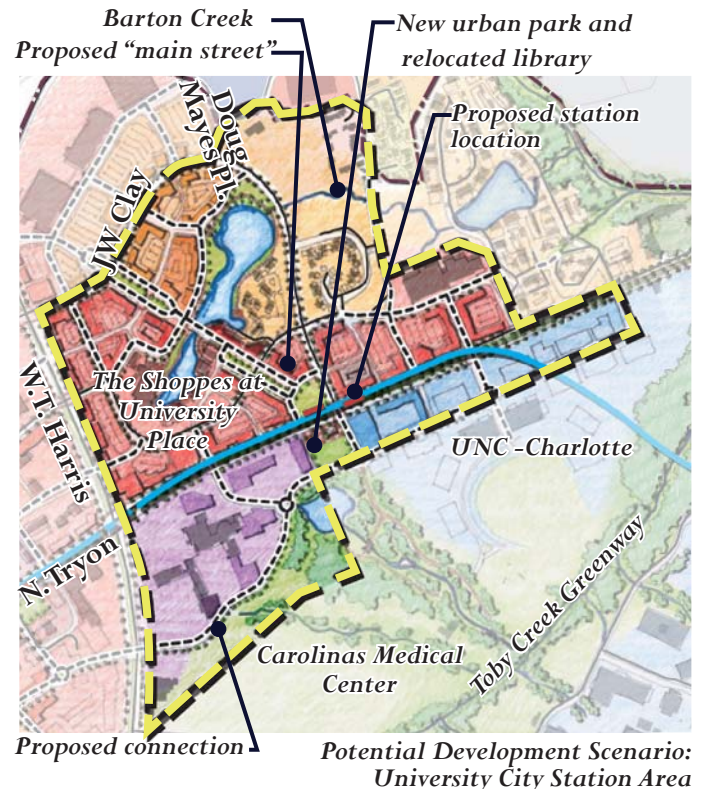 Barton Creek
Proposed “main street”
New urban park and
relocated library
Proposed station
location
Doug
Mayes Pl.
JW Clay
The Shoppes at
University
Place
W.T. Harris
UNC -Charlotte
N. Tryon
Toby Creek Greenway
Carolinas Medical
Center
Proposed connection
Potential Development Scenario:
University City Station Area